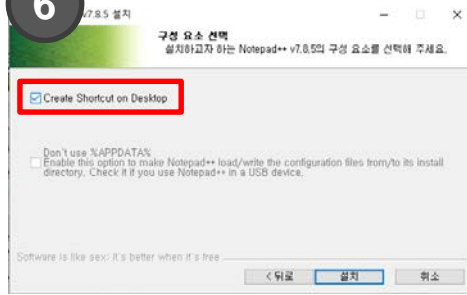 6
v7.8.5 설치
구성 요소 선택
설치하고자 하는 Notepad++ v7.8.5의 구성 요소를 선택해 주세요.
Create Shortcut on Desktop
Don't use %APPDATA%
Enable this option to make Notepad++ load/write the configuration files from/to its install
directory. Check it if you use Notepad++ in a USB device.
Software is like sex: It's better when it's free
< 뒤로 설치 취소